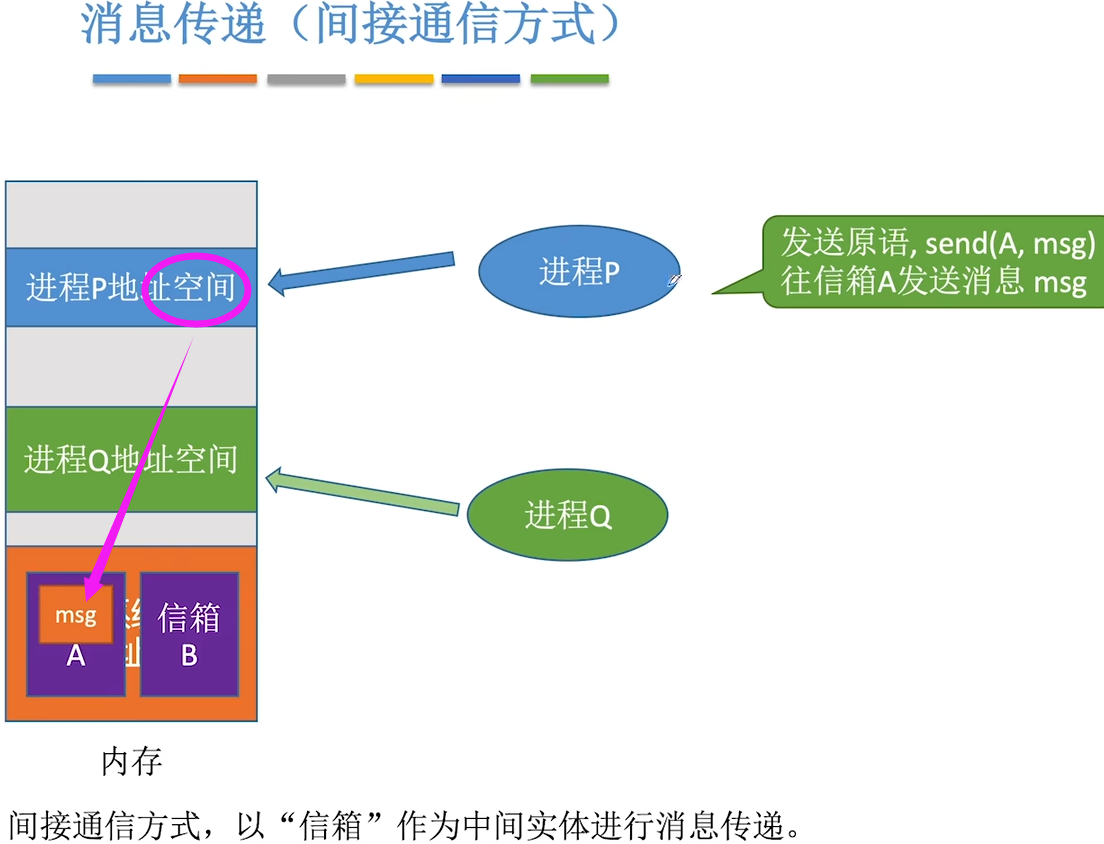 消息传递（间接通信方式）
进程P地址空间
进程P
发送原语, send(A, msg)
往信箱A发送消息 msg
进程Q地址空间
进程Q
msg
A
信箱
B
内存
间接通信方式，以“信箱”作为中间实体进行消息传递。